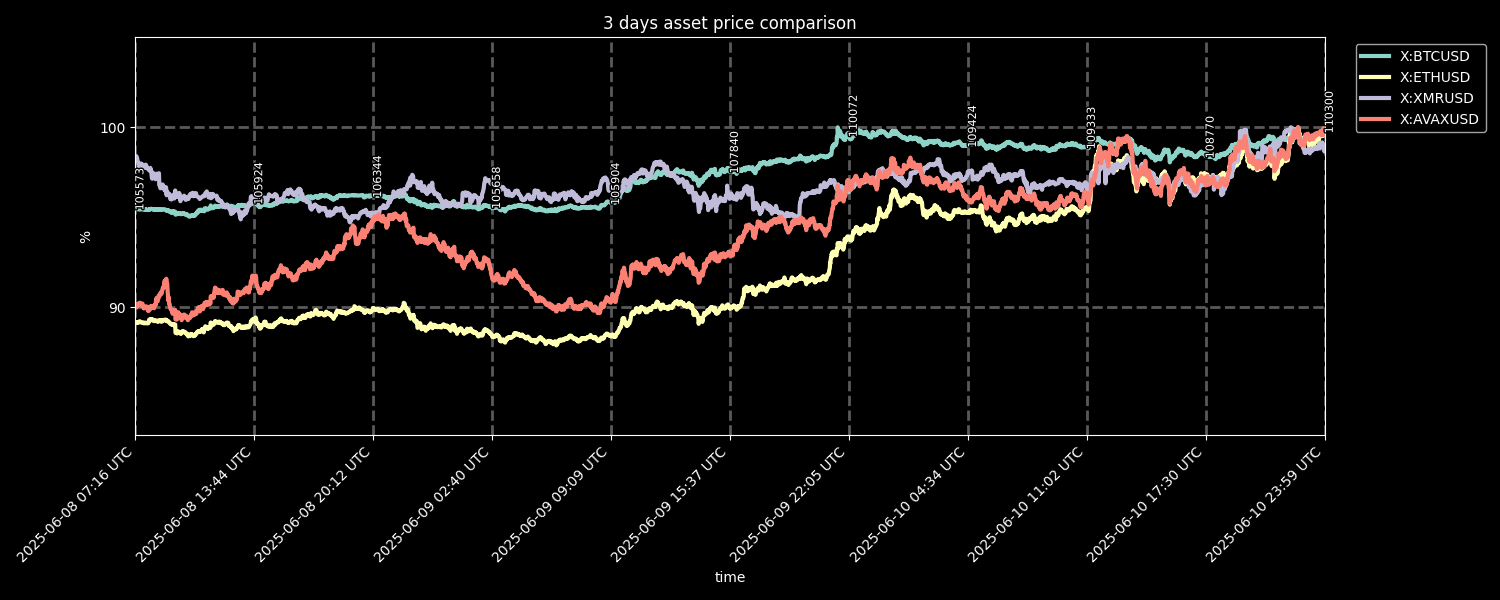 3 days asset price comparison
X:BTCUSD
X:ETHUSD
X:XMRUSD
X:AVAXUSD
100
90
%
105573
105924
106344
105658
105904
107840
110072
109424
109333
108770
110300
2025-06-08 07:16 UTC
2025-06-08 13:44 UTC
2025-06-08 20:12 UTC
2025-06-09 02:40 UTC
2025-06-09 09:09 UTC
2025-06-09 15:37 UTC
2025-06-09 22:05 UTC
2025-06-10 04:34 UTC
2025-06-10 11:02 UTC
2025-06-10 17:30 UTC
2025-06-10 23:59 UTC
time